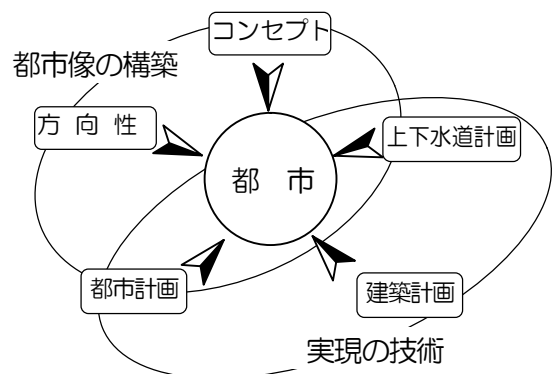 コンセプト
都市像の構築
方 向 性
上下水道計画
都 市
都市計画
建築計画
実現の技術